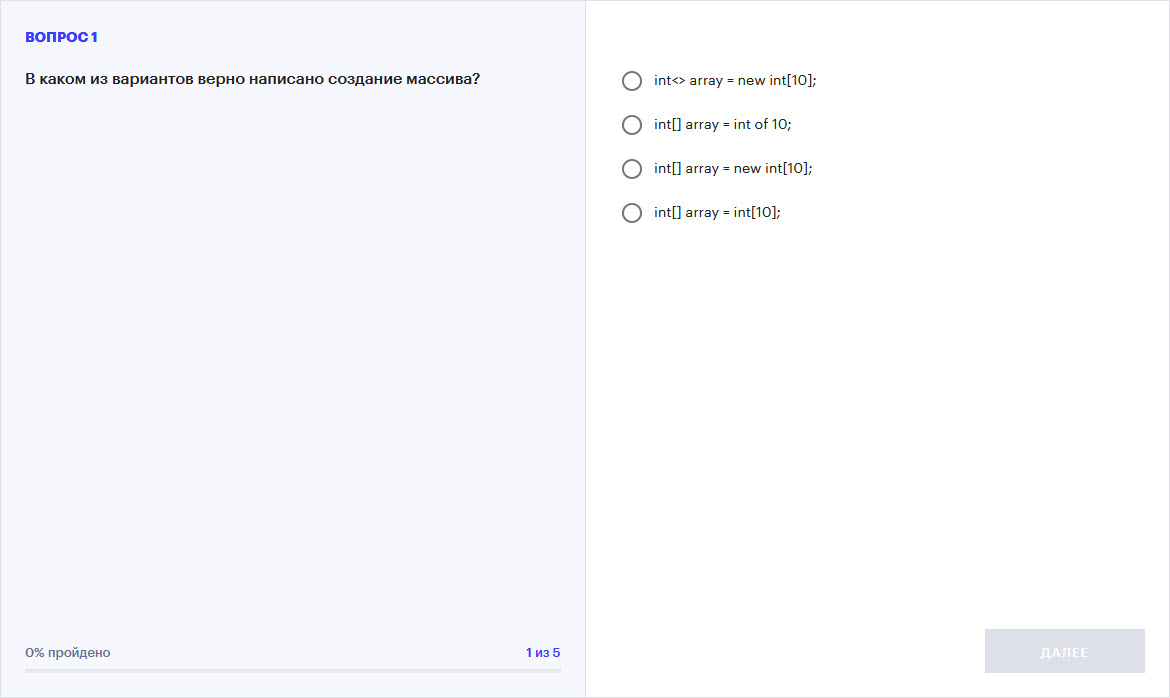 ВОПРОС 1
В каком из вариантов верно написано создание массива?
int<> array = new int[10];
int[] array = int of 10;
int[] array = new int[10];
int[] array = int[10];
0% пройдено
1 из 5
ДАЛЕЕ